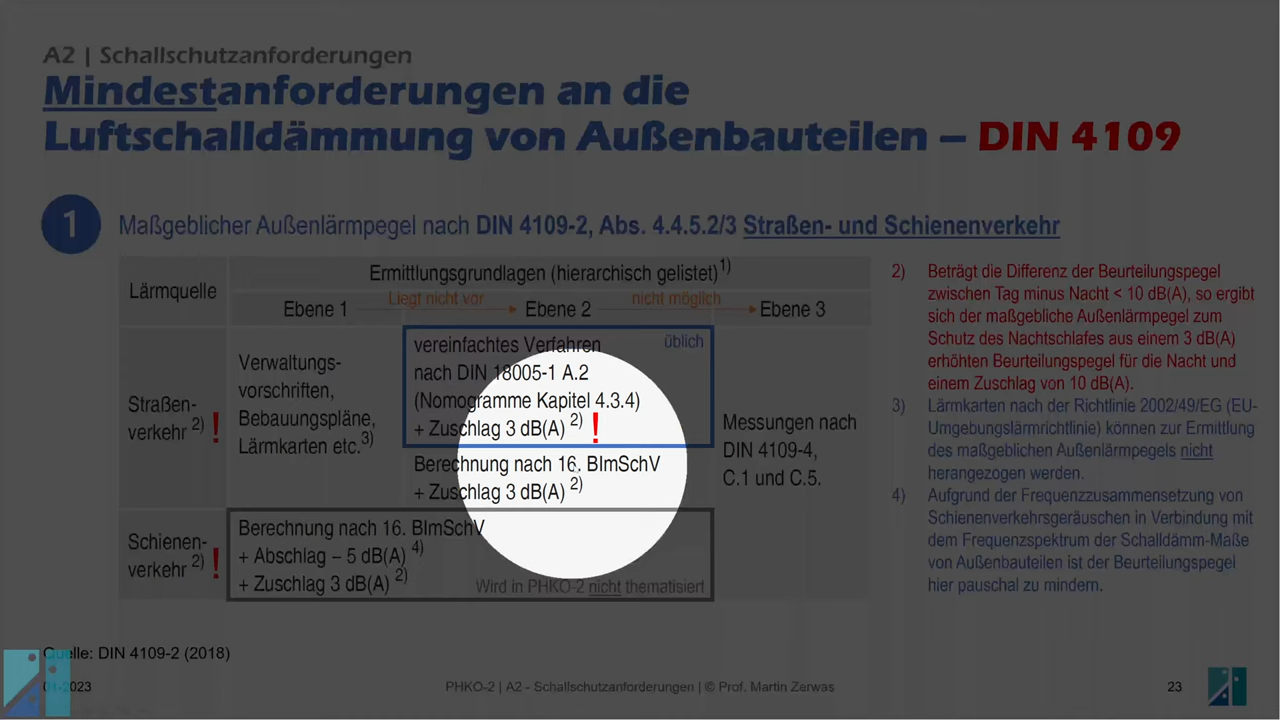 A2 | Schallschutzanforderungen
Mindestanforderungen an die
Luftschalldämmung von Außenbauteilen – DIN 4109
1 Maßgeblicher Außenlärmpegel nach DIN 4109-2, Abs. 4.4.5.2/3 Straßen- und Schienenverkehr
Lärmquelle
Ermittlungsgrundlagen (hierarchisch gelistet) 1)
Ebene 1 Liegt nicht vor Ebene 2 nicht möglich Ebene 3
Straßen-
verkehr 2) !
Verwaltungs-
vorschriften,
Bebauungspläne,
Lärmkarten etc. 3)
vereinfachtes Verfahren üblich
nach DIN 18005-1 A.2
(Nomogramme Kapitel 4.3.4)
+ Zuschlag 3 dB(A) 2) !
Berechnung nach 16. BImSchV
+ Zuschlag 3 dB(A) 2)
Messungen nach
DIN 4109-4,
C.1 und C.5.
Schienen-
verkehr 2) !
Berechnung nach 16. BImSchV
+ Abschlag – 5 dB(A) 4)
+ Zuschlag 3 dB(A) 2)
Wird in PHKO-2 nicht thematisiert
2) Beträgt die Differenz der Beurteilungspegel
zwischen Tag minus Nacht < 10 dB(A), so ergibt
sich der maßgebliche Außenlärmpegel zum
Schutz des Nachtschlafes aus einem 3 dB(A)
erhöhten Beurteilungspegel für die Nacht und
einem Zuschlag von 10 dB(A).
3) Lärmkarten nach der Richtlinie 2002/49/EG (EU-
Umgebungslärmrichtlinie) können zur Ermittlung
des maßgeblichen Außenlärmpegels nicht
herangezogen werden.
4) Aufgrund der Frequenzzusammensetzung von
Schienenverkehrsgeräuschen in Verbindung mit
dem Frequenzspektrum der Schalldämm-Maße
von Außenbauteilen ist der Beurteilungspegel
hier pauschal zu mindern.
Quelle: DIN 4109-2 (2018)
01-2023
PHKO-2 | A2 - Schallschutzanforderungen | © Prof. Martin Zerwas
23